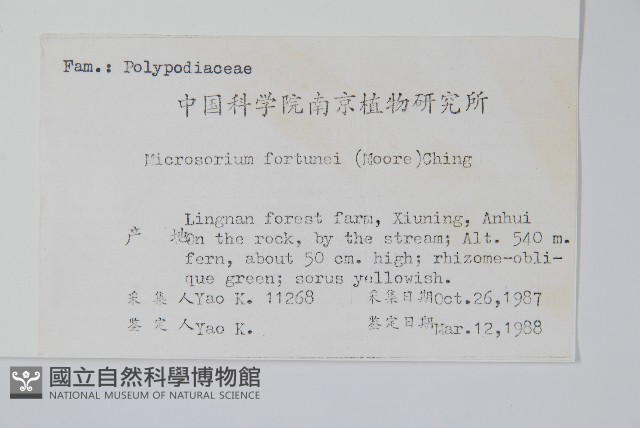 Fam.: Polypodiaceae
中国科学院南京植物研究所
Microsorium fortunei (Moore)Ching
Lingnan forest farm, Xiuning, Anhui
产 地On the rock, by the stream; Alt. 540 m.
fern, about 50 cm. high; rhizome-obli-
que green; sorus yellowish.
采 集 人Yao K. 11268 采集日期Oct.26,1987
鉴 定 人Yao K. 鉴定日期Mar.12,1988
國立自然科學博物館
NATIONAL MUSEUM OF NATURAL SCIENCE